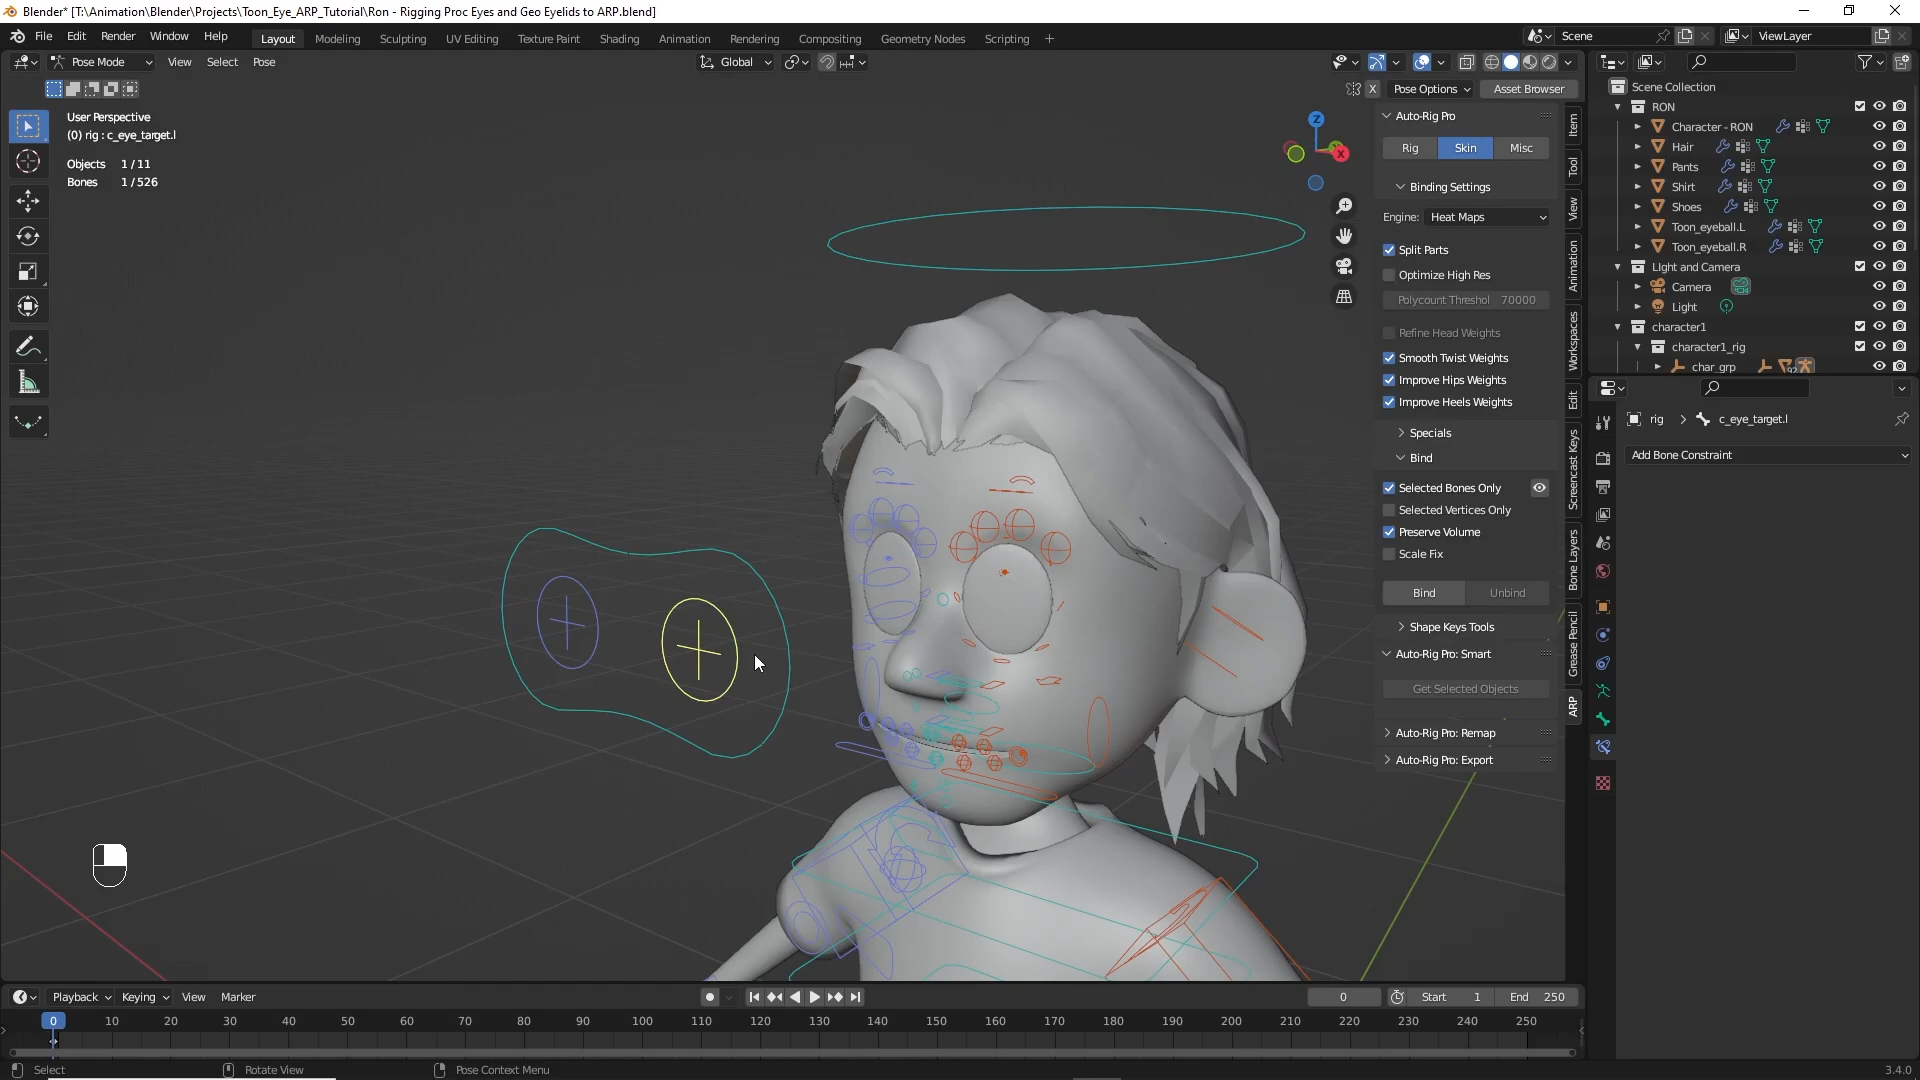 Blender* [T:\Animation\Blender\Projects\Toon_Eye_ARP_Tutorial\Ron - Rigging Proc Eyes and Geo Eyelids to ARP.blend]
File Edit Render Window Help Layout Modeling Sculpting UV Editing Texture Paint Shading Animation Rendering Compositing Geometry Nodes Scripting +
Scene
ViewLayer
Pose Mode View Select Pose
Global
X Pose Options Asset Browser
User Perspective
(0) rig : c_eye_target.l
Objects 1/11
Bones 1/526
Z
X
Auto-Rig Pro
Rig Skin Misc
Binding Settings
Engine: Heat Maps
Split Parts
Optimize High Res
Polycount Threshol 70000
Refine Head Weights
Smooth Twist Weights
Improve Hips Weights
Improve Heels Weights
Specials
Bind
Selected Bones Only
Selected Vertices Only
Preserve Volume
Scale Fix
Bind Unbind
Shape Keys Tools
Auto-Rig Pro: Smart
Get Selected Objects
Auto-Rig Pro: Remap
Auto-Rig Pro: Export
Item
Tool
View
Animation
Workspaces
Edit
Screencast Keys
Bone Layers
Grease Pencil
ARP
Scene Collection
RON
Character - RON
Hair
Pants
Shirt
Shoes
Toon_eyeball.L
Toon_eyeball.R
LIght and Camera
Camera
Light
character1
character1_rig
char grp
92
rig > c_eye_target.l
Add Bone Constraint
Playback Keying View Marker
0 Start 1 End 250
0 10 20 30 40 50 60 70 80 90 100 110 120 130 140 150 160 170 180 190 200 210 220 230 240 250
Select Rotate View Pose Context Menu
3.4.0